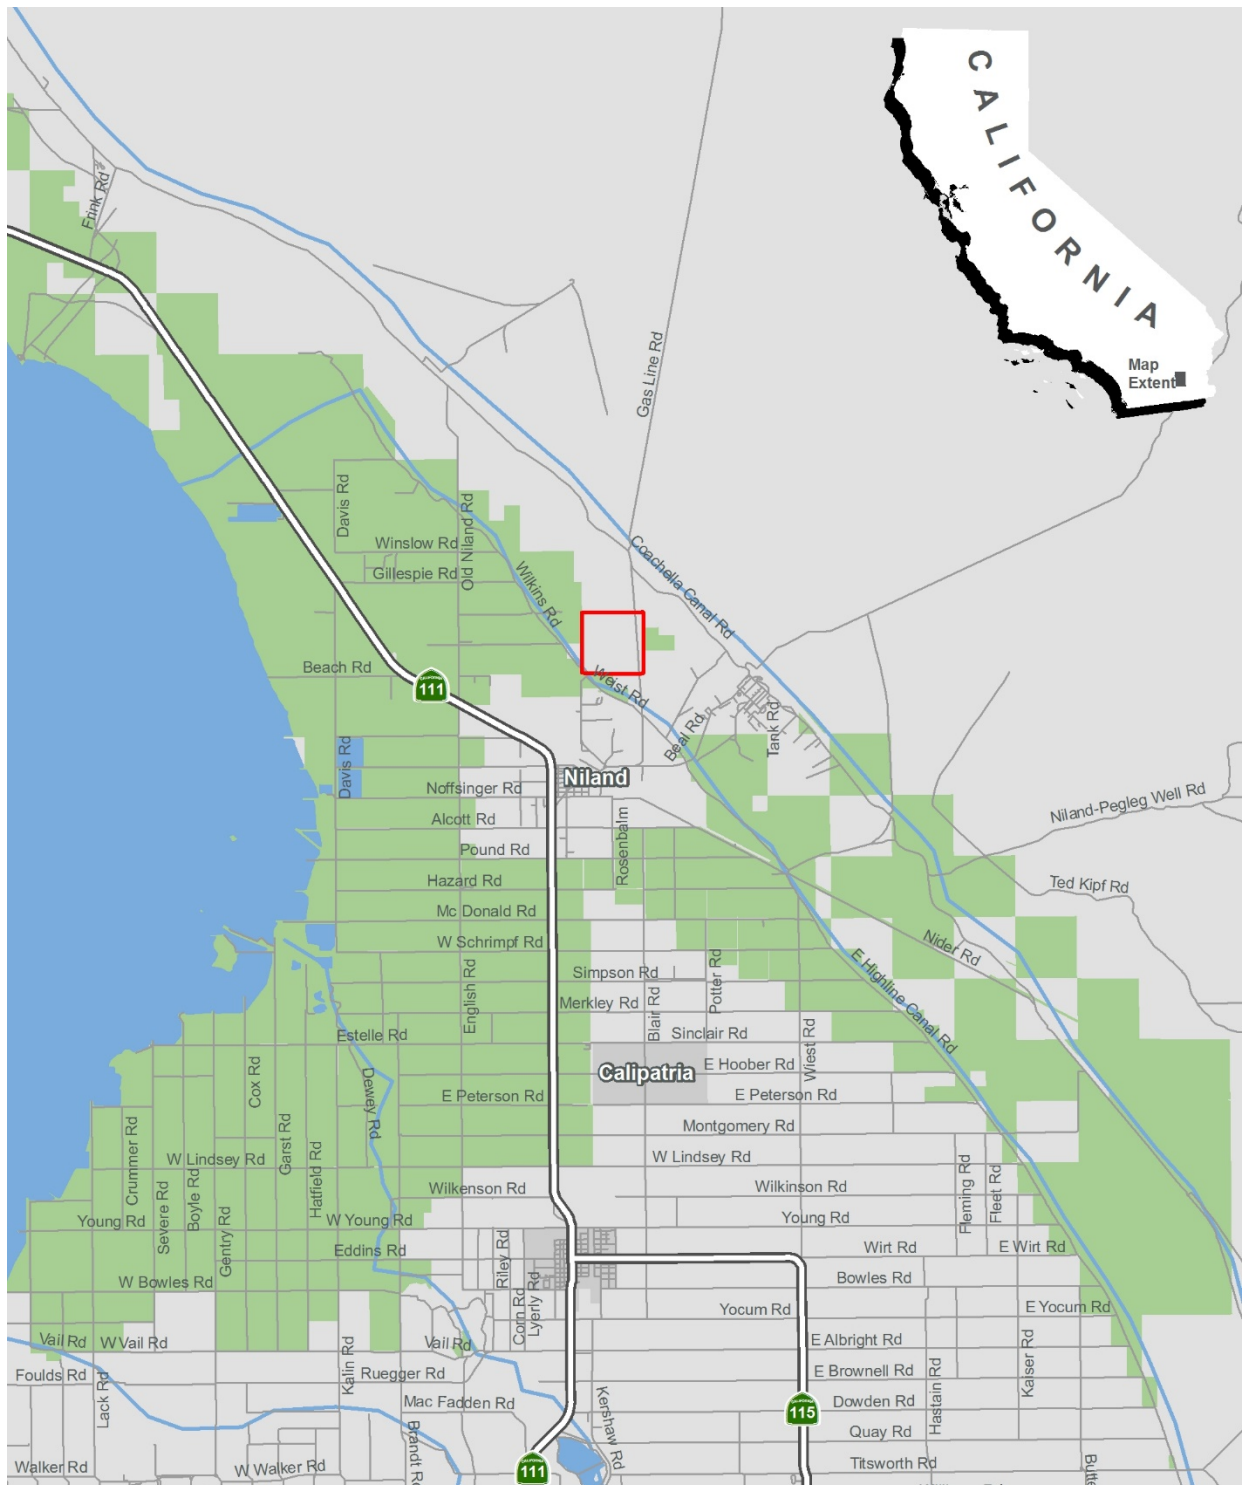 CALIFORNIA
Map
Extent
Frink Rd
Gas Line Rd
Davis Rd
Old Niland Rd
Winslow Rd
Gillespie Rd
Wilkins Rd
Coachella Canal Rd
Beach Rd
CALIFORNIA
111
Weist Rd
Beal Rd
Tank Rd
Davis Rd
Niland
Noffsinger Rd
Niland-Pegleg Well Rd
Alcott Rd
Rosenbalm
Pound Rd
Hazard Rd
Ted Kipf Rd
Mc Donald Rd
W Schrimpf Rd
Nider Rd
Simpson Rd
Potter Rd
E Highline Canal Rd
English Rd
Merkley Rd
Blair Rd
Estelle Rd
Sinclair Rd
Wiest Rd
Cox Rd
Calipatria
E Hoober Rd
Dewey Rd
E Peterson Rd
E Peterson Rd
Montgomery Rd
Crummer Rd
Garst Rd
W Lindsey Rd
W Lindsey Rd
Hatfield Rd
Boyle Rd
Severe Rd
Wilkenson Rd
Wilkinson Rd
Fleming Rd
Fleet Rd
Young Rd
Gentry Rd
W Young Rd
Young Rd
Eddins Rd
Riley Rd
Wirt Rd
E Wirt Rd
W Bowles Rd
Bowles Rd
Corn Rd
Lyerly Rd
Yocum Rd
E Yocum Rd
Vail Rd
W Vail Rd
Vail Rd
E Albright Rd
Kalin Rd
Foulds Rd
Ruegger Rd
E Brownell Rd
Hastain Rd
Kaiser Rd
Lack Rd
Mac Fadden Rd
Kershaw Rd
CALIFORNIA
115
Dowden Rd
Quay Rd
Brandt Rd
Walker Rd
W Walker Rd
CALIFORNIA
111
Titsworth Rd
Butte